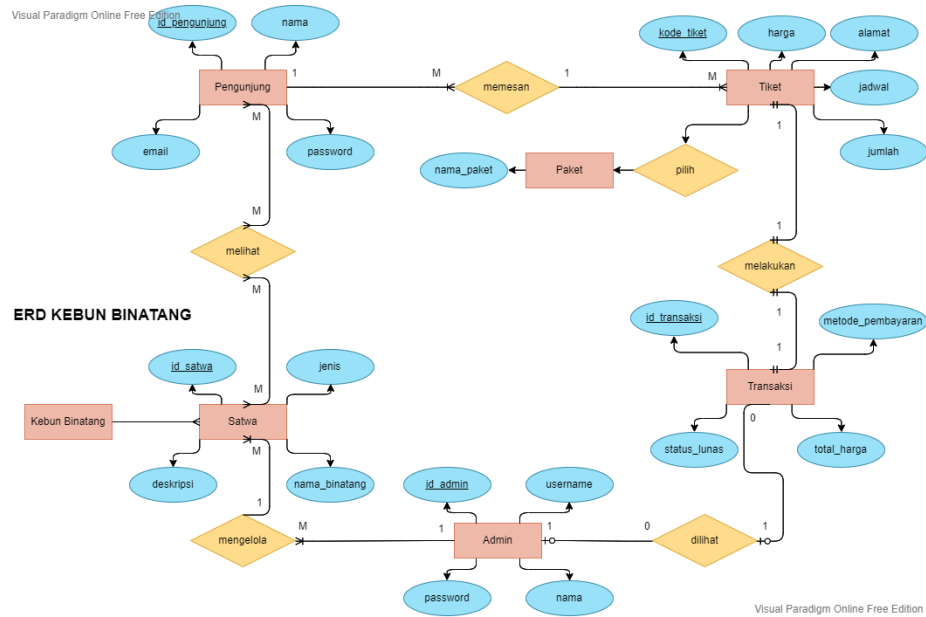 Visual Paradigm Online Free Edition
id_pengunjung
nama
kode_tiket
harga
alamat
Pengunjung
1
M
memesan
1
M
Tiket
jadwal
email
M
password
1
jumlah
nama_paket
Paket
pilih
M
1
melihat
melakukan
M
1
ERD KEBUN BINATANG
id_transaksi
metode_pembayaran
1
id_satwa
jenis
M
Transaksi
Kebun Binatang
Satwa
0
M
status_lunas
total_harga
deskripsi
nama_binatang
id_admin
username
1
mengelola
M
1
Admin
1
0
dilihat
1
password
nama
Visual Paradigm Online Free Edition